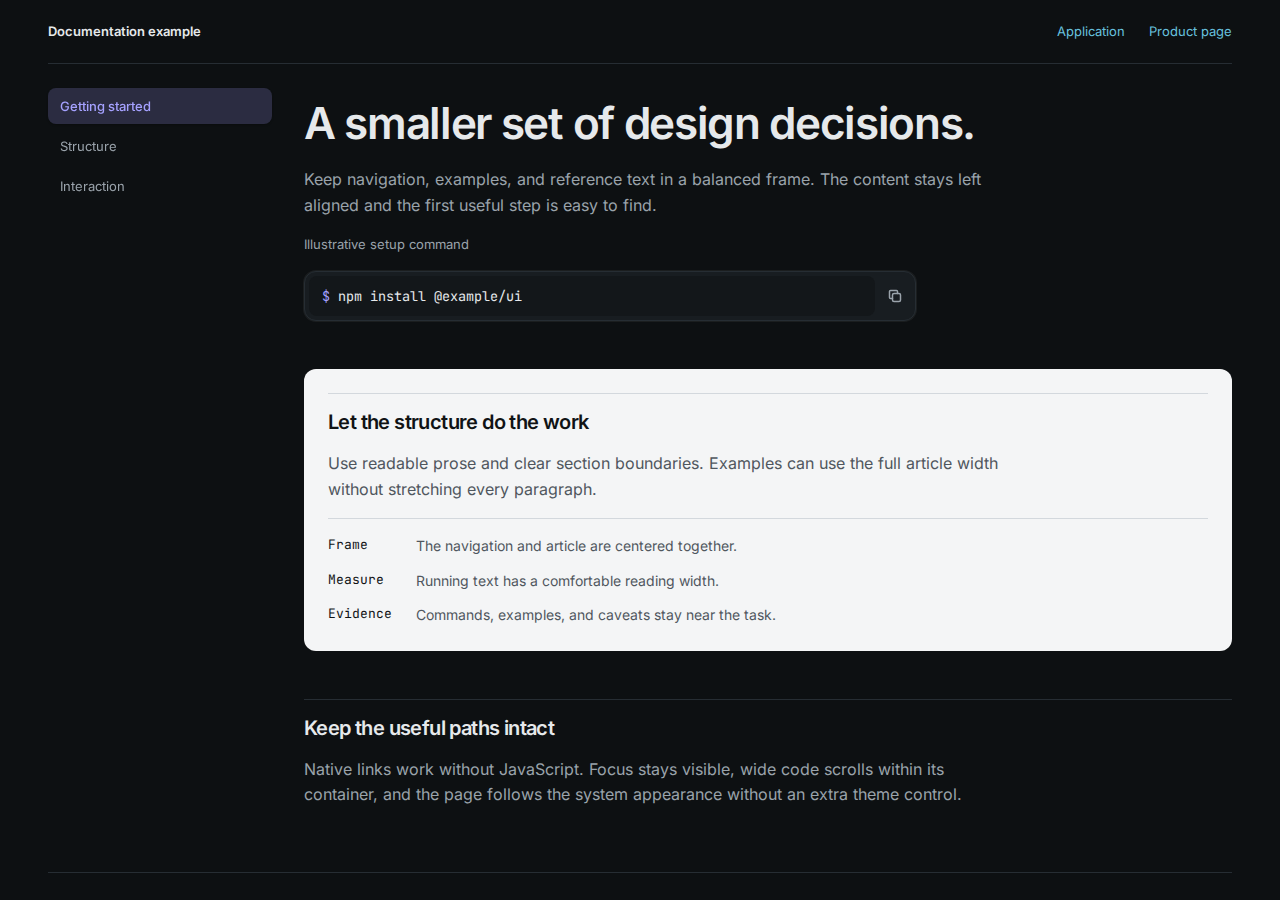 Documentation example
Application
Product page
Getting started
Structure
Interaction
A smaller set of design decisions.
Keep navigation, examples, and reference text in a balanced frame. The content stays left
aligned and the first useful step is easy to find.
Illustrative setup command
$ npm install @example/ui
Let the structure do the work
Use readable prose and clear section boundaries. Examples can use the full article width
without stretching every paragraph.
Frame The navigation and article are centered together.
Measure Running text has a comfortable reading width.
Evidence Commands, examples, and caveats stay near the task.
Keep the useful paths intact
Native links work without JavaScript. Focus stays visible, wide code scrolls within its
container, and the page follows the system appearance without an extra theme control.